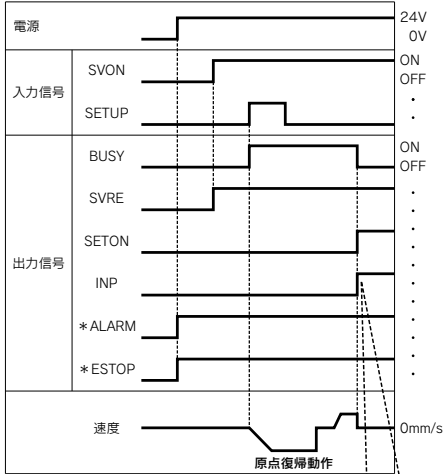 電源
24V
0V
入力信号
SVON
ON
OFF
SETUP
出力信号
BUSY
ON
OFF
SVRE
SETON
INP
＊ALARM
＊ESTOP
速度
0mm/s
原点復帰動作